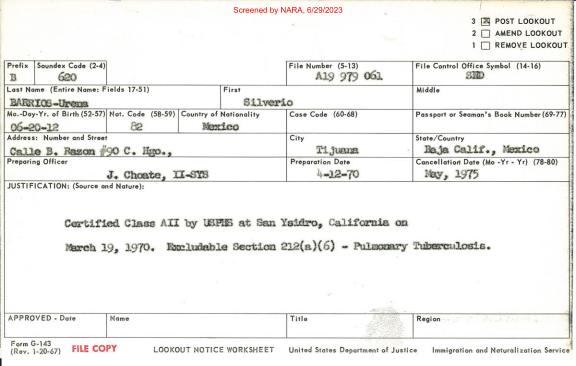 Screened by NARA, 6/29/2023
3 ☒ POST LOOKOUT
2 ☐ AMEND LOOKOUT
1 ☐ REMOVE LOOKOUT
Prefix Soundex Code (2-4) File Number (5-13) File Control Office Symbol (14-16)
B 620 A19 979 061 SND
Last Name (Entire Name: Fields 17-51) First Middle
BARRIOS-Urena Silverio
Mo.-Day-Yr. of Birth (52-57) Nat. Code (58-59) Country of Nationality Case Code (60-68) Passport or Seaman's Book Number (69-77)
06-20-12 82 Mexico
Address: Number and Street City State/Country
Calle B. Razon #90 C. Hgo., Tijuana Baja Calif., Mexico
Preparing Officer Preparation Date Cancellation Date (Mo-Yr-Yr) (78-80)
J. Choate, II-SYS 4-12-70 May, 1975
JUSTIFICATION: (Source and Nature):
Certified Class AII by USPHS at San Ysidro, California on
March 19, 1970. Excludable Section 212(a)(6) - Pulmonary Tuberculosis.
APPROVED - Date Name Title Region
Form G-143
(Rev. 1-20-67) FILE COPY LOOKOUT NOTICE WORKSHEET United States Department of Justice Immigration and Naturalization Service